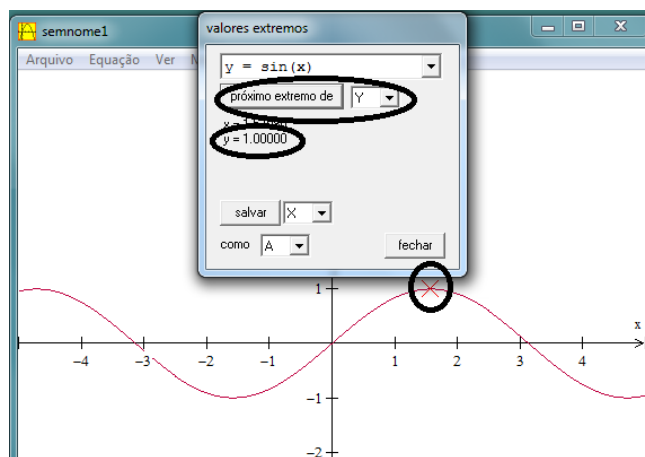 semnome1
valores extremos
Arquivo Equação Ver
y = sin(x)
próximo extremo de Y
y = 1.00000
salvar X
como A fechar
1
x
−4 −3 −2 −1 1 2 3 4
−1
−2